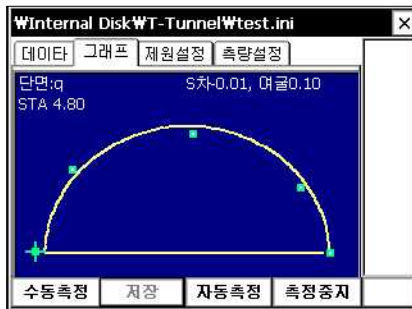 ₩Internal Disk₩T-Tunnel₩test.ini ×
데이타 그래프 제원설정 측량설정
단면:q S차-0.01, 여굴0.10
STA 4.80
수동측정 저장 자동측정 측정중지